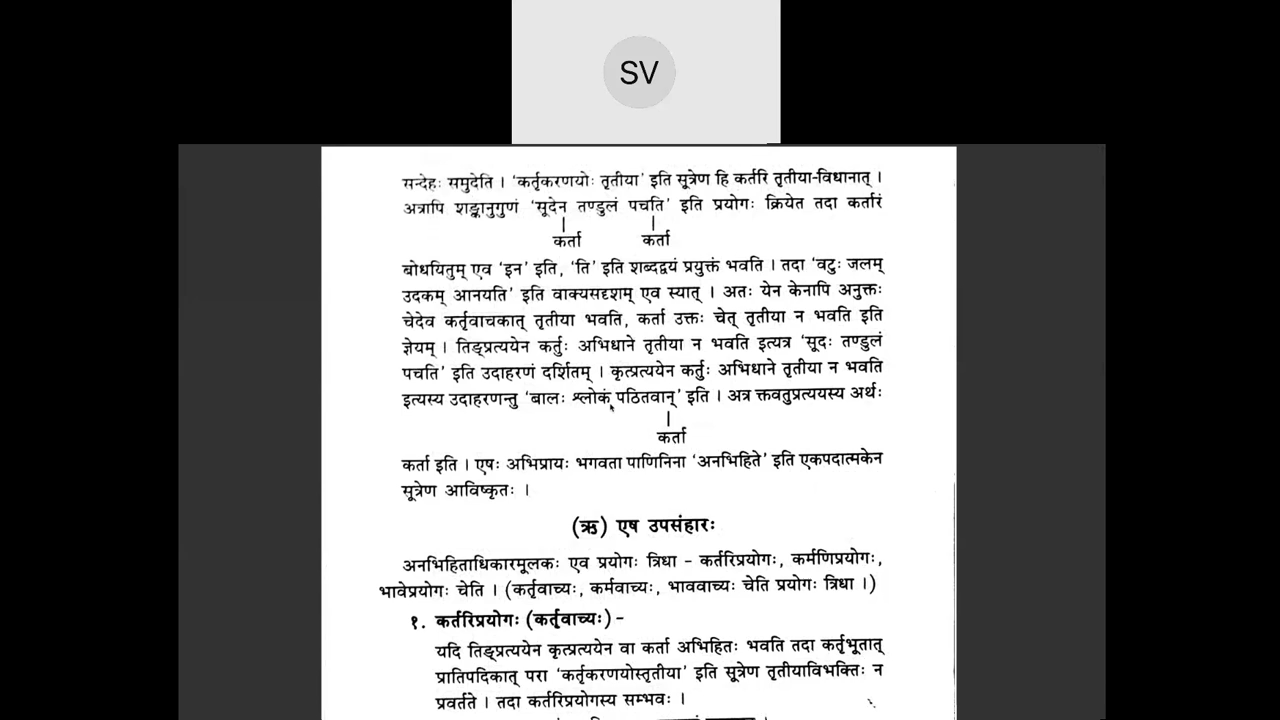 SV
सन्देहः समुदेति । 'कर्तृकरणयोः तृतीया' इति सूत्रेण हि कर्तरि तृतीया-विधानात् ।
अत्रापि शङ्कानुगुणं 'सूदेन तण्डुलं पचति' इति प्रयोगः क्रियेत तदा कर्तारं
कर्ता कर्ता
बोधयितुम् एव 'इन' इति, 'ति' इति शब्दद्वयं प्रयुक्तं भवति । तदा 'वटुः जलम्
उदकम् आनयति' इति वाक्यसदृशम् एव स्यात् । अतः येन केनापि अनुक्तः
चेदेव कर्तृवाचकात् तृतीया भवति, कर्ता उक्तः चेत् तृतीया न भवति इति
ज्ञेयम् । तिङ्प्रत्ययेन कर्तुः अभिधाने तृतीया न भवति इत्यत्र 'सूदः तण्डुलं
पचति' इति उदाहरणं दर्शितम् । कृत्प्रत्ययेन कर्तुः अभिधाने तृतीया न भवति
इत्यस्य उदाहरणन्तु 'बालः श्लोकं पठितवान्' इति । अत्र क्तवतुप्रत्ययस्य अर्थः
कर्ता
कर्ता इति । एषः अभिप्रायः भगवता पाणिनिना 'अनभिहिते' इति एकपदात्मकेन
सूत्रेण आविष्कृतः ।
(ऋ) एष उपसंहारः
अनभिहिताधिकारमूलकः एव प्रयोगः त्रिधा - कर्तरिप्रयोगः, कर्मणिप्रयोगः,
भावेप्रयोगः चेति । (कर्तृवाच्यः, कर्मवाच्यः, भाववाच्यः चेति प्रयोगः त्रिधा ।)
१. कर्तरिप्रयोगः (कर्तृवाच्यः) -
यदि तिङ्प्रत्ययेन कृत्प्रत्ययेन वा कर्ता अभिहितः भवति तदा कर्तृभूतात्
प्रातिपदिकात् परा 'कर्तृकरणयोस्तृतीया' इति सूत्रेण तृतीयाविभक्तिः न
प्रवर्तते । तदा कर्तरिप्रयोगस्य सम्भवः ।